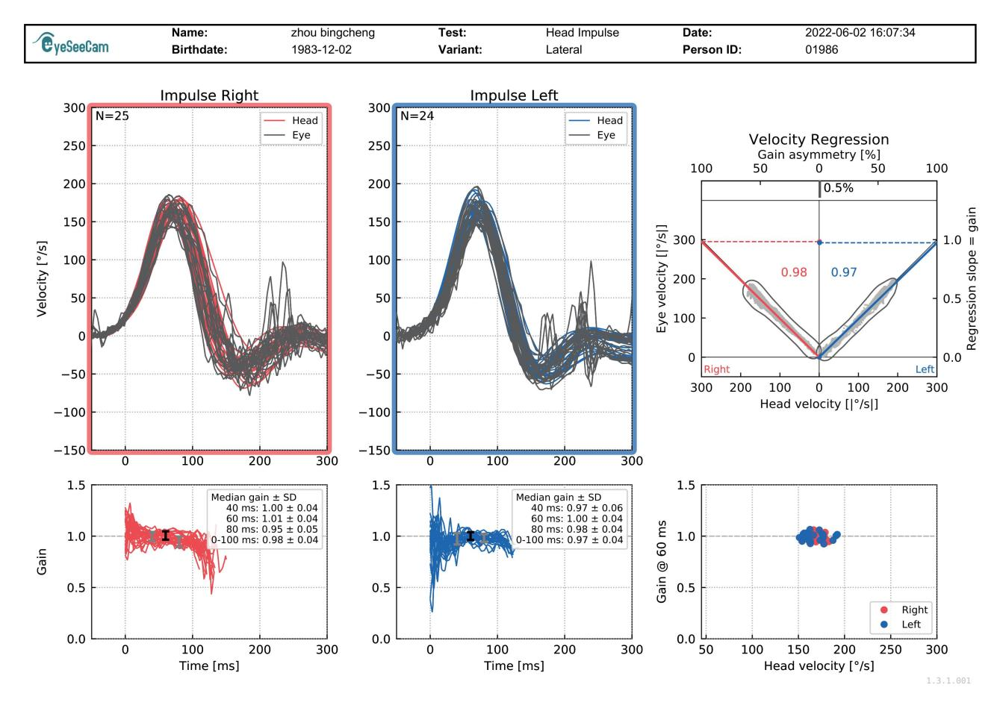 eyeSeeCam
Name: zhou bingcheng Test: Head Impulse Date: 2022-06-02 16:07:34
Birthdate: 1983-12-02 Variant: Lateral Person ID: 01986
Impulse Right
300
250
200
150
100
50
0
−50
−100
−150
Velocity [°/s]
N=25
Head
Eye
0 100 200 300
Impulse Left
300
250
200
150
100
50
0
−50
−100
−150
N=24
Head
Eye
0 100 200 300
Velocity Regression
Gain asymmetry [%]
100 50 0 50 100
0.5%
Eye velocity [|°/s|]
300
200
100
0
0.98 0.97
1.0
0.5
0.0
Regression slope = gain
Right Left
300 200 100 0 100 200 300
Head velocity [|°/s|]
1.5
1.0
0.5
0.0
Gain
Median gain ± SD
40 ms: 1.00 ± 0.04
60 ms: 1.01 ± 0.04
80 ms: 0.95 ± 0.05
0-100 ms: 0.98 ± 0.04
0 100 200 300
Time [ms]
1.5
1.0
0.5
0.0
Median gain ± SD
40 ms: 0.97 ± 0.06
60 ms: 1.00 ± 0.04
80 ms: 0.98 ± 0.04
0-100 ms: 0.97 ± 0.04
0 100 200 300
Time [ms]
1.5
1.0
0.5
0.0
Gain @ 60 ms
Right
Left
50 100 150 200 250 300
Head velocity [°/s]
1.3.1.001